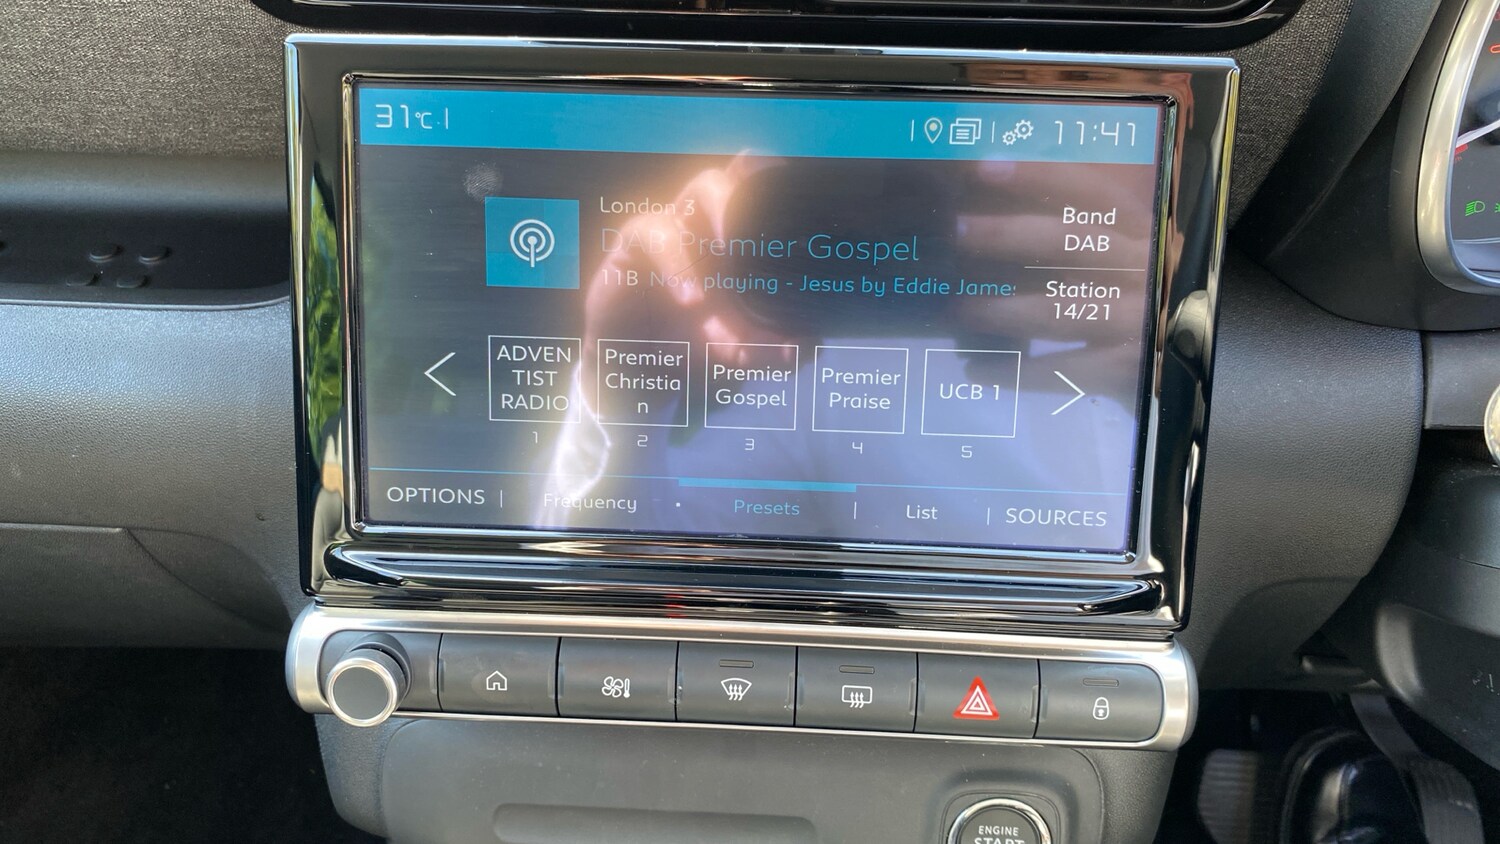 31°C
11:41
London 3
DAB Premier Gospel
11B Now playing - Jesus by Eddie James
Band
DAB
Station
14/21
ADVEN
TIST
RADIO
Premier
Christia
n
Premier
Gospel
Premier
Praise
UCB 1
1
2
3
4
5
OPTIONS
Frequency
Presets
List
SOURCES
ENGINE
START